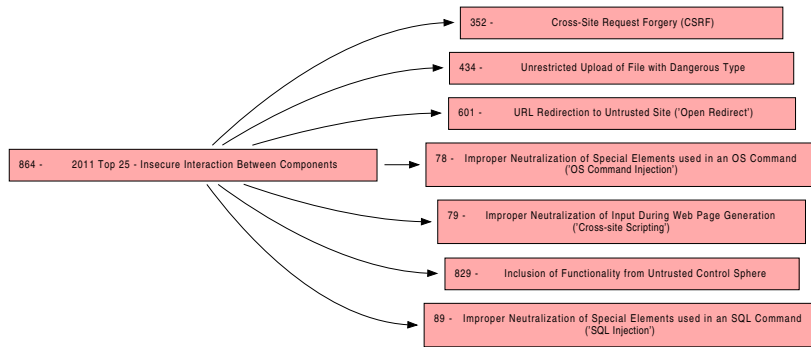 352 - Cross-Site Request Forgery (CSRF)
434 - Unrestricted Upload of File with Dangerous Type
601 - URL Redirection to Untrusted Site ('Open Redirect')
864 - 2011 Top 25 - Insecure Interaction Between Components
78 - Improper Neutralization of Special Elements used in an OS Command
('OS Command Injection')
79 - Improper Neutralization of Input During Web Page Generation
('Cross-site Scripting')
829 - Inclusion of Functionality from Untrusted Control Sphere
89 - Improper Neutralization of Special Elements used in an SQL Command
('SQL Injection')